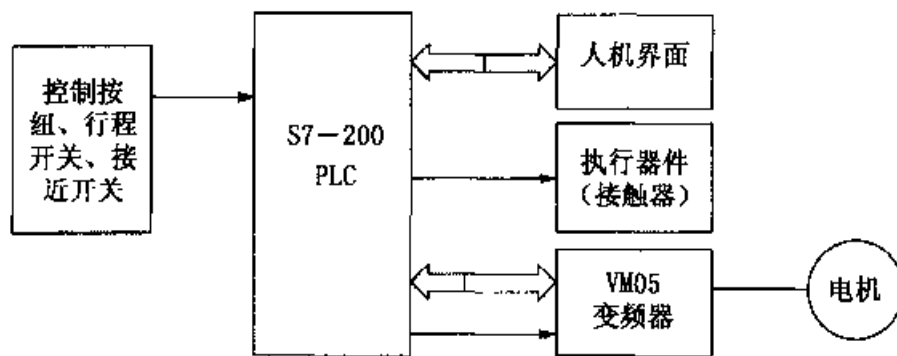 控制按
纽、行程
开关、接
近开关
S7-200
PLC
人机界面
执行器件
(接触器)
VM05
变频器
电机